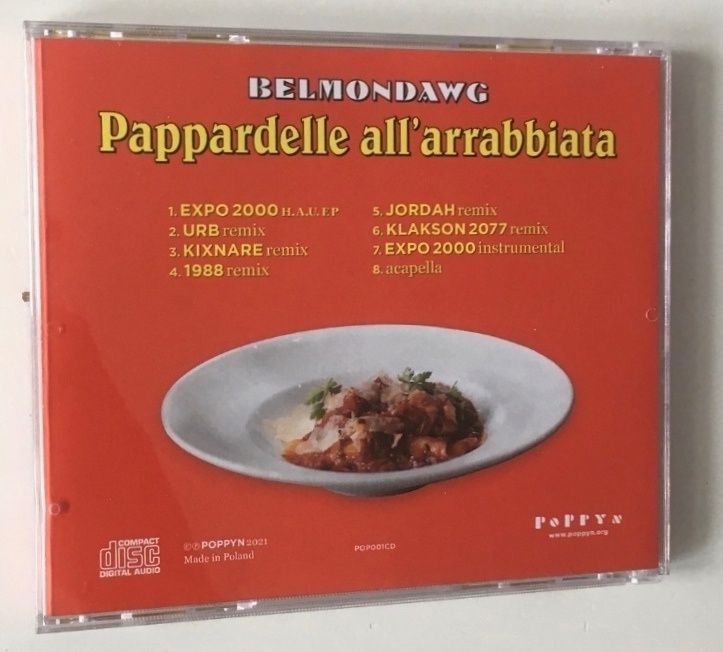 BELMONDAWG
Pappardelle all'arrabbiata
1. EXPO 2000 H.A.U. EP
2. URB remix
3. KIXNARE remix
4. 1988 remix
5. JORDAH remix
6. KLAKSON 2077 remix
7. EXPO 2000 instrumental
8. acapella
COMPACT
disc
DIGITAL AUDIO
©℗ POPPYN 2021
Made in Poland
POP001CD
POPPYN
www.poppyn.org